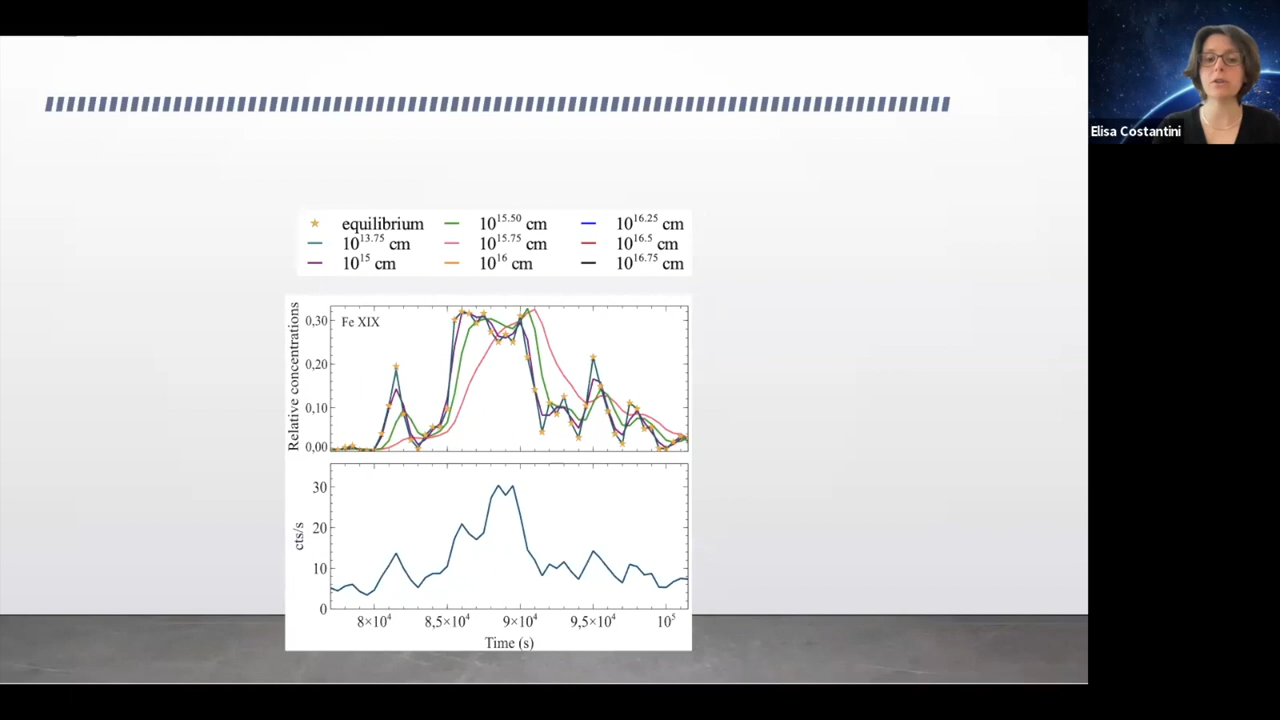 Elisa Costantini
equilibrium 10^15.50 cm 10^16.25 cm
10^13.75 cm 10^15.75 cm 10^16.5 cm
10^15 cm 10^16 cm 10^16.75 cm
Fe XIX
Relative concentrations
0,30
0,20
0,10
0,00
cts/s
30
20
10
0
8×10^4 8,5×10^4 9×10^4 9,5×10^4 10^5
Time (s)